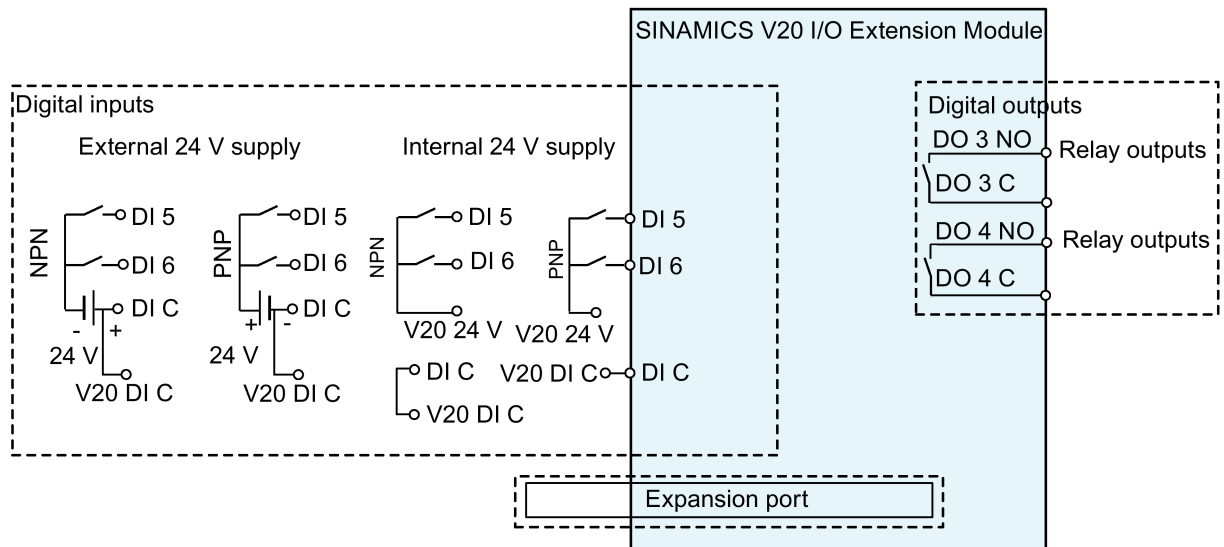 SINAMICS V20 I/O Extension Module
Digital inputs
Digital outputs
External 24 V supply
Internal 24 V supply
DO 3 NO
Relay outputs
DO 3 C
DO 4 NO
Relay outputs
DO 4 C
NPN
DI 5
DI 6
DI C
- +
24 V
V20 DI C
PNP
DI 5
DI 6
DI C
+ -
24 V
V20 DI C
NPN
DI 5
DI 6
V20 24 V
DI C
V20 DI C
PNP
DI 5
DI 6
V20 24 V
V20 DI C
DI C
Expansion port